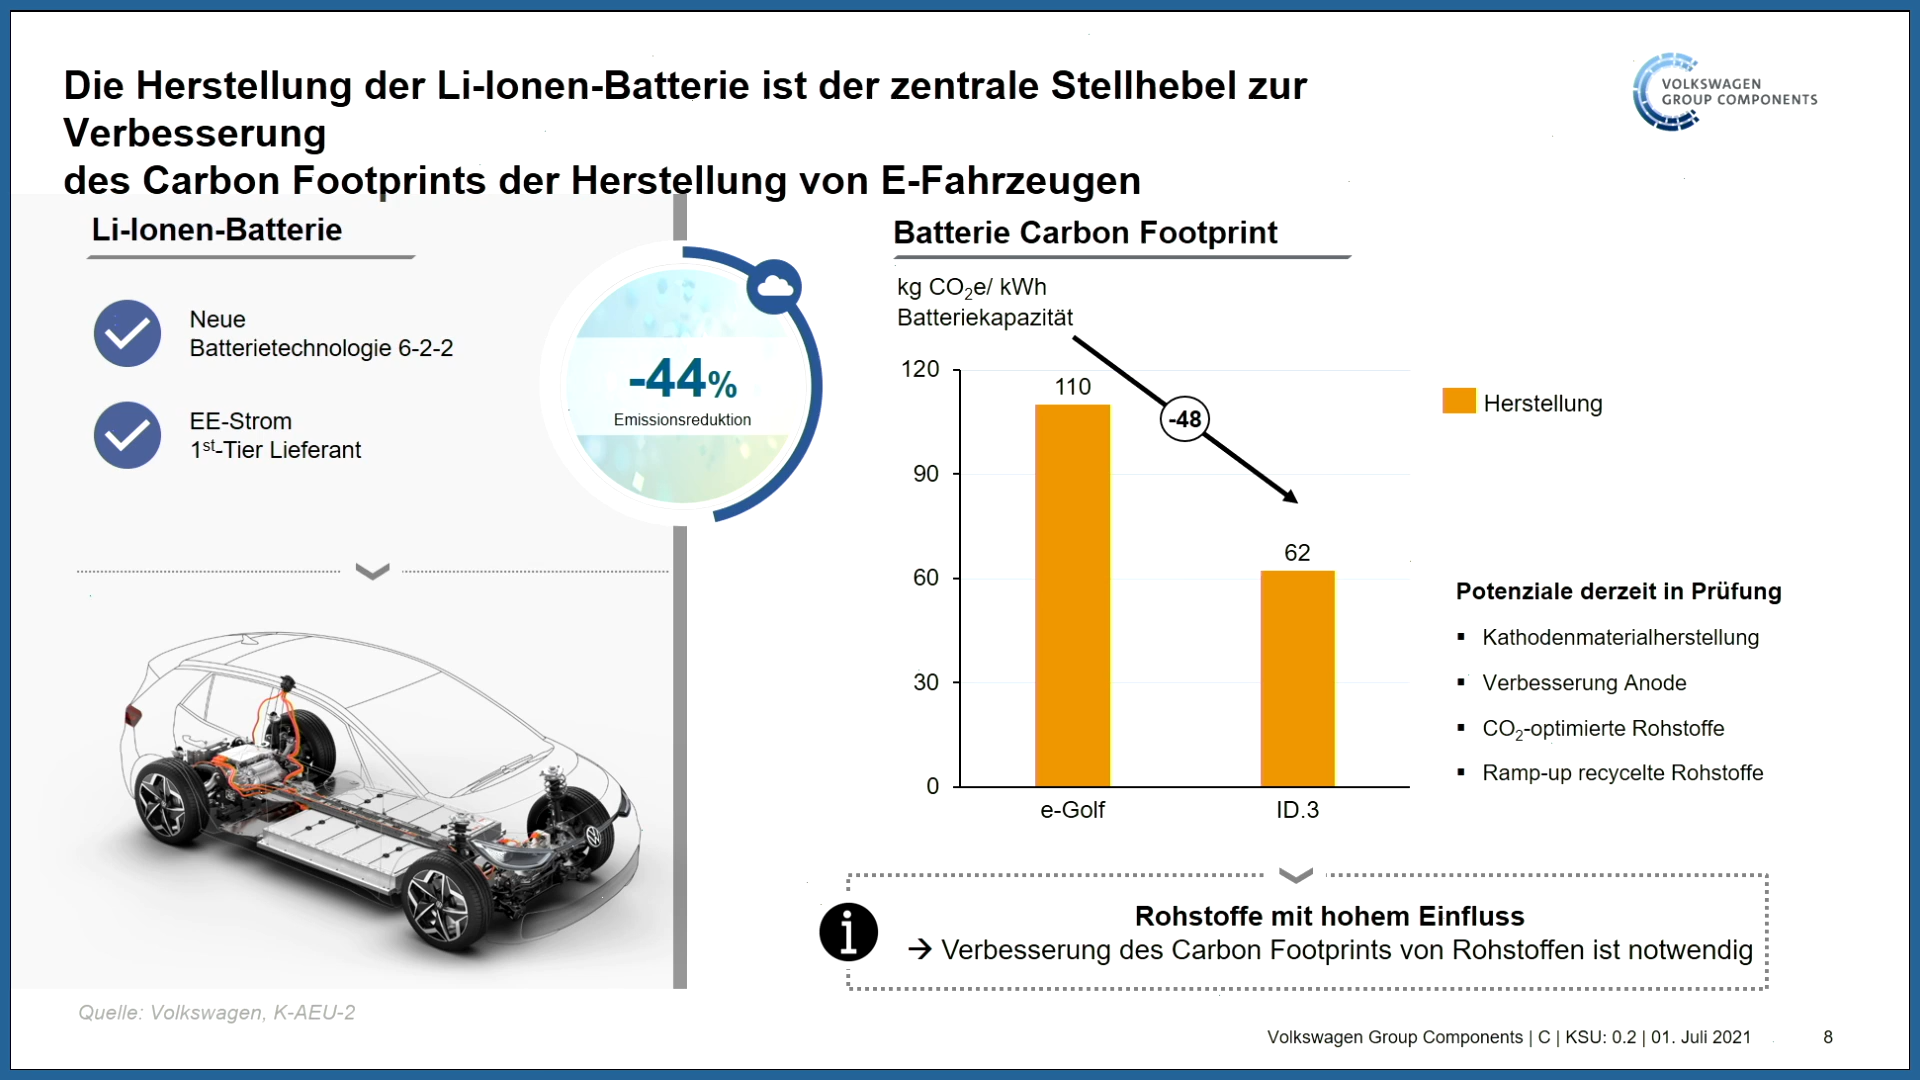 Die Herstellung der Li-Ionen-Batterie ist der zentrale Stellhebel zur
Verbesserung
des Carbon Footprints der Herstellung von E-Fahrzeugen
VOLKSWAGEN
GROUP COMPONENTS
Li-Ionen-Batterie
Neue
Batterietechnologie 6-2-2
EE-Strom
1st-Tier Lieferant
-44%
Emissionsreduktion
Batterie Carbon Footprint
kg CO2e/ kWh
Batteriekapazität
120
90
60
30
0
110
-48
62
e-Golf
ID.3
Herstellung
Potenziale derzeit in Prüfung
▪ Kathodenmaterialherstellung
▪ Verbesserung Anode
▪ CO2-optimierte Rohstoffe
▪ Ramp-up recycelte Rohstoffe
i
Rohstoffe mit hohem Einfluss
→ Verbesserung des Carbon Footprints von Rohstoffen ist notwendig
Quelle: Volkswagen, K-AEU-2
Volkswagen Group Components | C | KSU: 0.2 | 01. Juli 2021
8